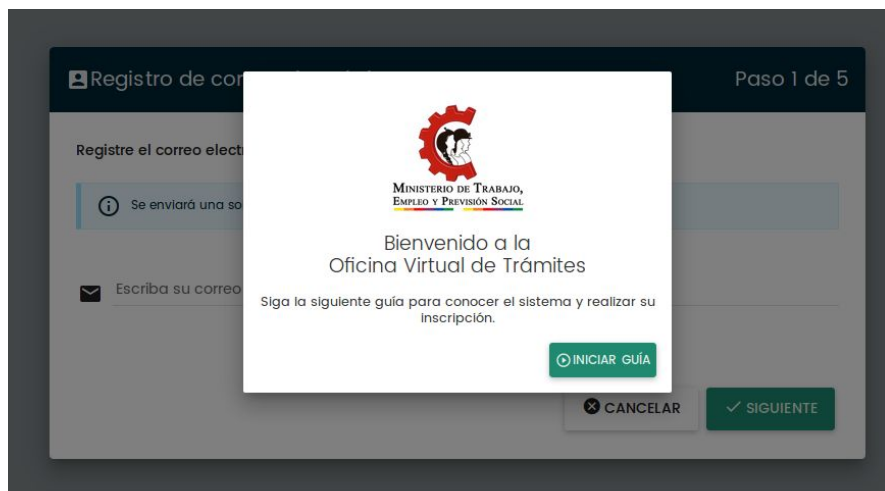 Registro de cor
Paso 1 de 5
Registre el correo elect
Se enviará una so
Escriba su correo
MINISTERIO DE TRABAJO,
EMPLEO Y PREVISIÓN SOCIAL
Bienvenido a la
Oficina Virtual de Trámites
Siga la siguiente guía para conocer el sistema y realizar su
inscripción.
INICIAR GUÍA
CANCELAR
SIGUIENTE